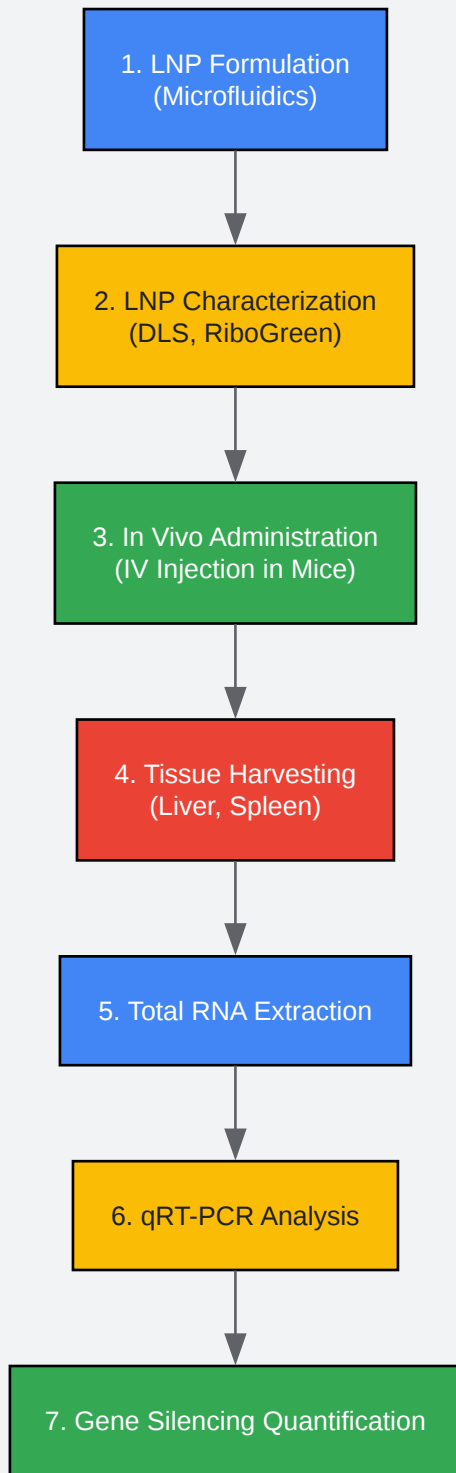 1. LNP Formulation
(Microfluidics)
2. LNP Characterization
(DLS, RiboGreen)
3. In Vivo Administration
(IV Injection in Mice)
4. Tissue Harvesting
(Liver, Spleen)
5. Total RNA Extraction
6. qRT-PCR Analysis
7. Gene Silencing Quantification